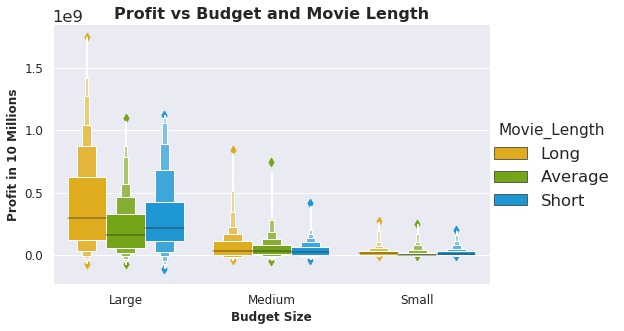 Profit vs Budget and Movie Length
1e9
1.5
1.0
0.5
0.0
Profit in 10 Millions
Large
Medium
Small
Budget Size
Movie_Length
Long
Average
Short